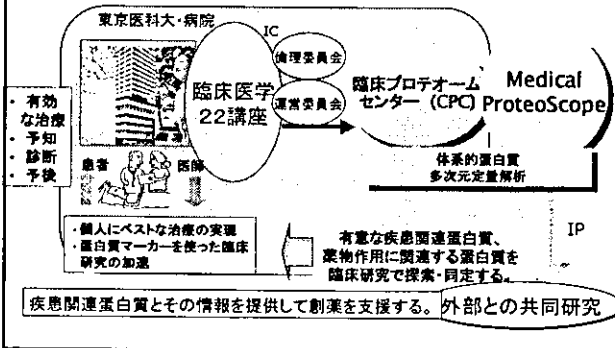 東京医科大・病院
IC
倫理委員会
臨床医学
22講座
運営委員会
臨床プロテオーム
センター (CPC)
Medical
ProteoScope
・有効
な治療
・予知
・診断
・予後
患者
医師
体系的蛋白質
多次元定量解析
IP
・個人にベストな治療の実現
・蛋白質マーカーを使った臨床
研究の加速
有意な疾患関連蛋白質、
薬物作用に関連する蛋白質を
臨床研究で探索・同定する。
疾患関連蛋白質とその情報を提供して創薬を支援する。
外部との共同研究